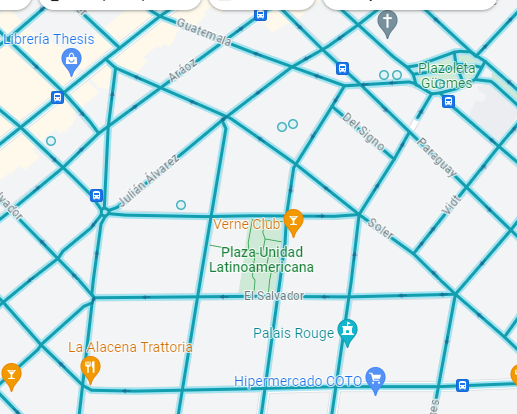 Guatemala
Librería Thesis
Aráoz
Plazoleta
Güemes
Del Signo
Paraguay
Julián Álvarez
Vidt
Verne Club
Soler
Plaza Unidad
Latinoamericana
El Salvador
Palais Rouge
La Alacena Trattoria
Hipermercado COTO